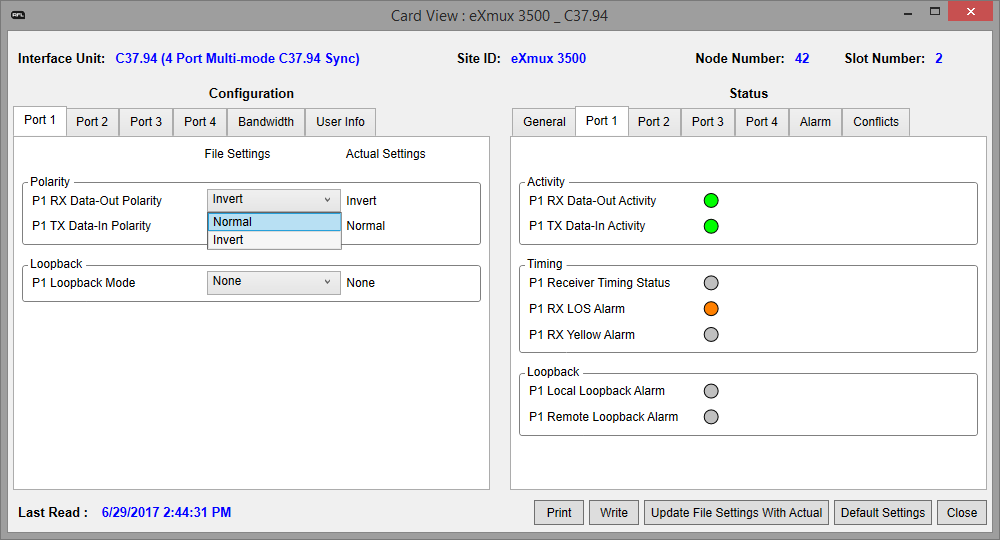 AFL
Card View : eXmux 3500 _ C37.94
Interface Unit: C37.94 (4 Port Multi-mode C37.94 Sync) Site ID: eXmux 3500 Node Number: 42 Slot Number: 2
Configuration
Port 1 Port 2 Port 3 Port 4 Bandwidth User Info
File Settings Actual Settings
Polarity
P1 RX Data-Out Polarity Invert Invert
P1 TX Data-In Polarity Normal Normal
Invert
Loopback
P1 Loopback Mode None None
Status
General Port 1 Port 2 Port 3 Port 4 Alarm Conflicts
Activity
P1 RX Data-Out Activity
P1 TX Data-In Activity
Timing
P1 Receiver Timing Status
P1 RX LOS Alarm
P1 RX Yellow Alarm
Loopback
P1 Local Loopback Alarm
P1 Remote Loopback Alarm
Last Read : 6/29/2017 2:44:31 PM Print Write Update File Settings With Actual Default Settings Close